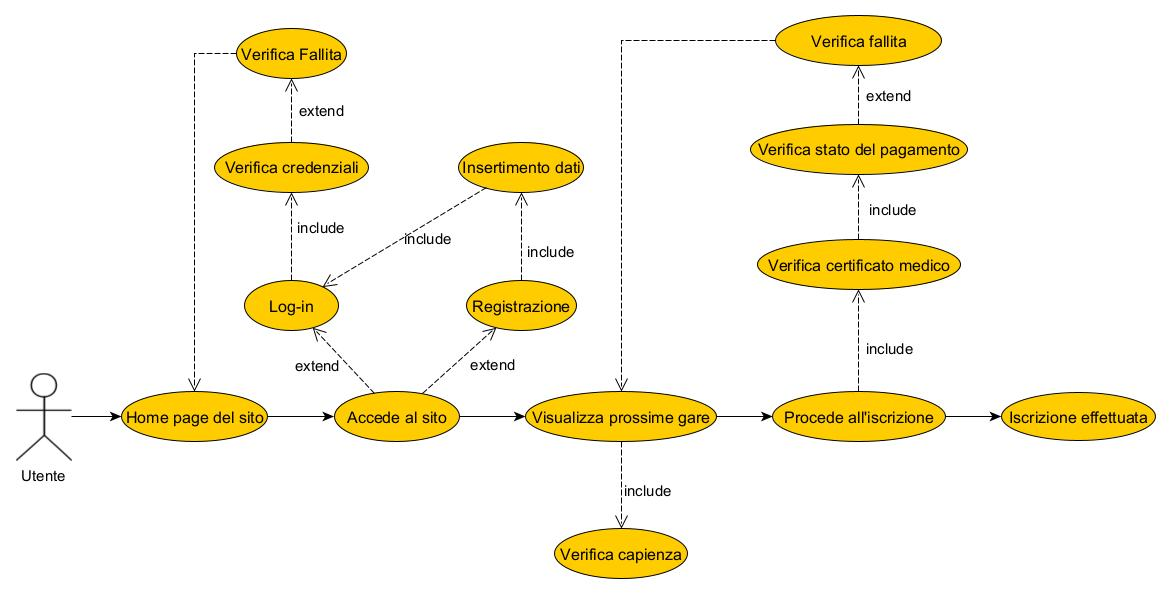 Verifica Fallita
Verifica fallita
extend
extend
Verifica credenziali
Insertimento dati
Verifica stato del pagamento
include
include
include
include
Verifica certificato medico
Log-in
Registrazione
extend
extend
include
Home page del sito
Accede al sito
Visualizza prossime gare
Procede all'iscrizione
Iscrizione effettuata
Utente
include
Verifica capienza